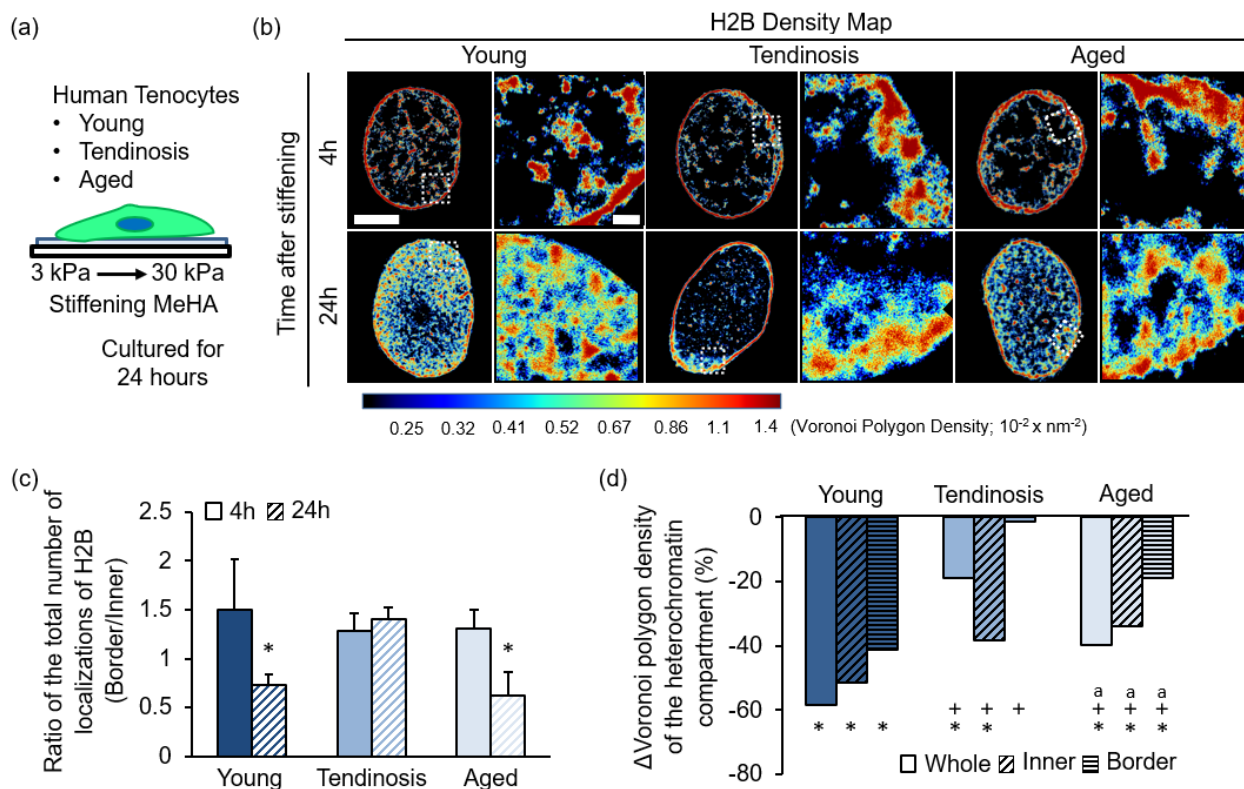 (a)
Human Tenocytes
• Young
• Tendinosis
• Aged
3 kPa → 30 kPa
Stiffening MeHA
Cultured for
24 hours
(b)
H2B Density Map
Young Tendinosis Aged
Time after stiffening
4h
24h
0.25 0.32 0.41 0.52 0.67 0.86 1.1 1.4 (Voronoi Polygon Density; 10⁻² x nm⁻²)
(c)
Ratio of the total number of
localizations of H2B
(Border/Inner)
4h 24h
2.5
2
1.5
1
0.5
0
* *
Young Tendinosis Aged
(d)
ΔVoronoi polygon density
of the heterochromatin
compartment (%)
Young Tendinosis Aged
0
-20
-40
-60
-80
a a a
+ + + + + +
* * * * * * * *
Whole Inner Border